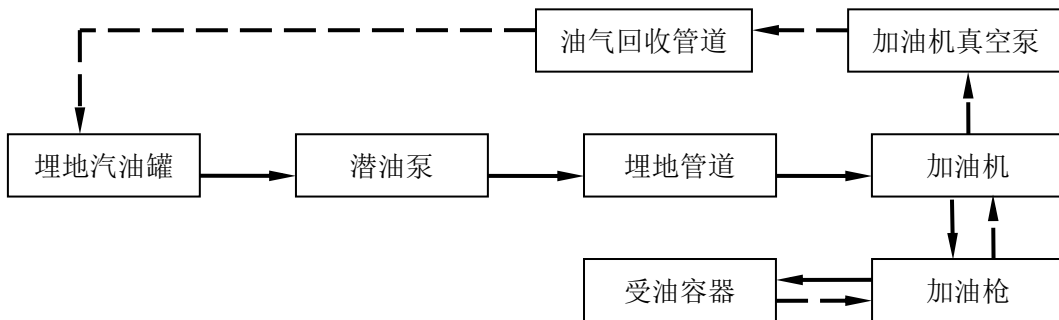 油气回收管道
加油机真空泵
埋地汽油罐
潜油泵
埋地管道
加油机
受油容器
加油枪